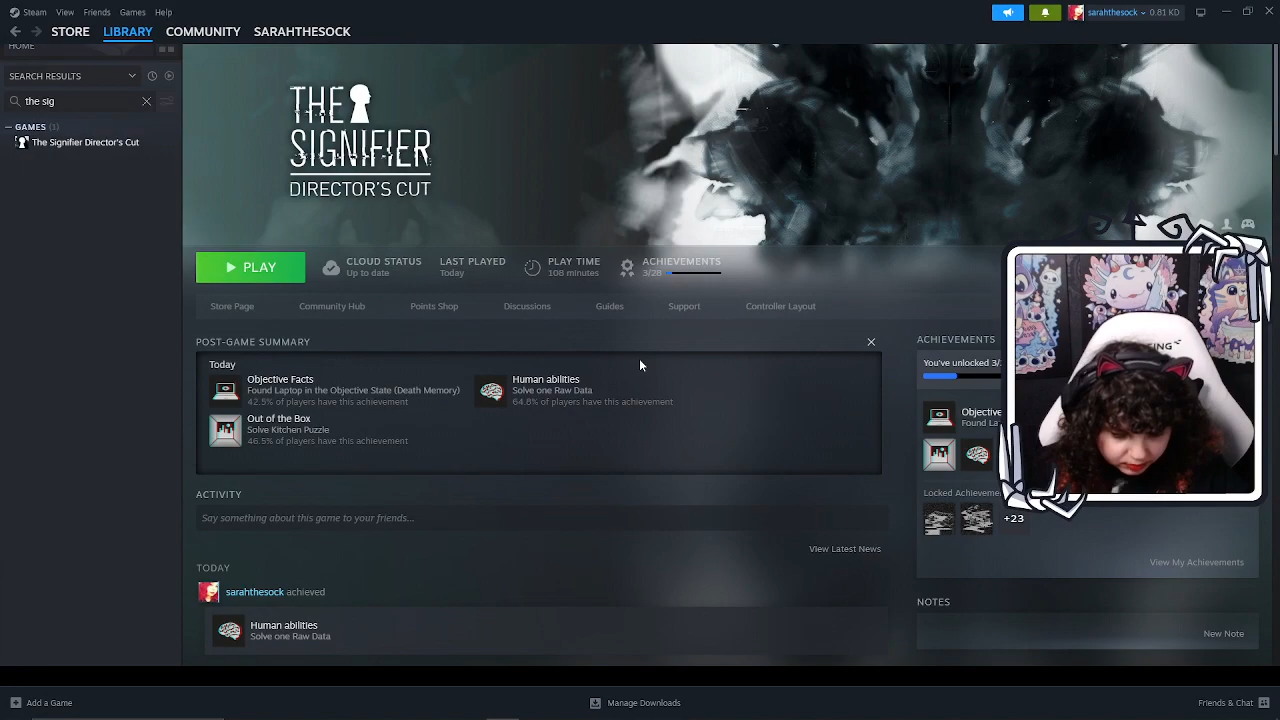 Steam View Friends Games Help
sarahthesock 0.81 KD
STORE LIBRARY COMMUNITY SARAHTHESOCK
HOME
SEARCH RESULTS
the sig
GAMES (1)
The Signifier Director's Cut
THE
SIGNIFIER
DIRECTOR'S CUT
PLAY
CLOUD STATUS
Up to date
LAST PLAYED
Today
PLAY TIME
108 minutes
ACHIEVEMENTS
3/28
Store Page Community Hub Points Shop Discussions Guides Support Controller Layout
POST-GAME SUMMARY
Today
Objective Facts
Found Laptop in the Objective State (Death Memory)
42.5% of players have this achievement
Human abilities
Solve one Raw Data
64.8% of players have this achievement
Out of the Box
Solve Kitchen Puzzle
46.5% of players have this achievement
ACTIVITY
Say something about this game to your friends...
View Latest News
TODAY
sarahthesock achieved
Human abilities
Solve one Raw Data
ACHIEVEMENTS
You've unlocked 3/
Objective
Found La
Locked Achieveme
+23
View My Achievements
NOTES
New Note
Add a Game
Manage Downloads
Friends & Chat